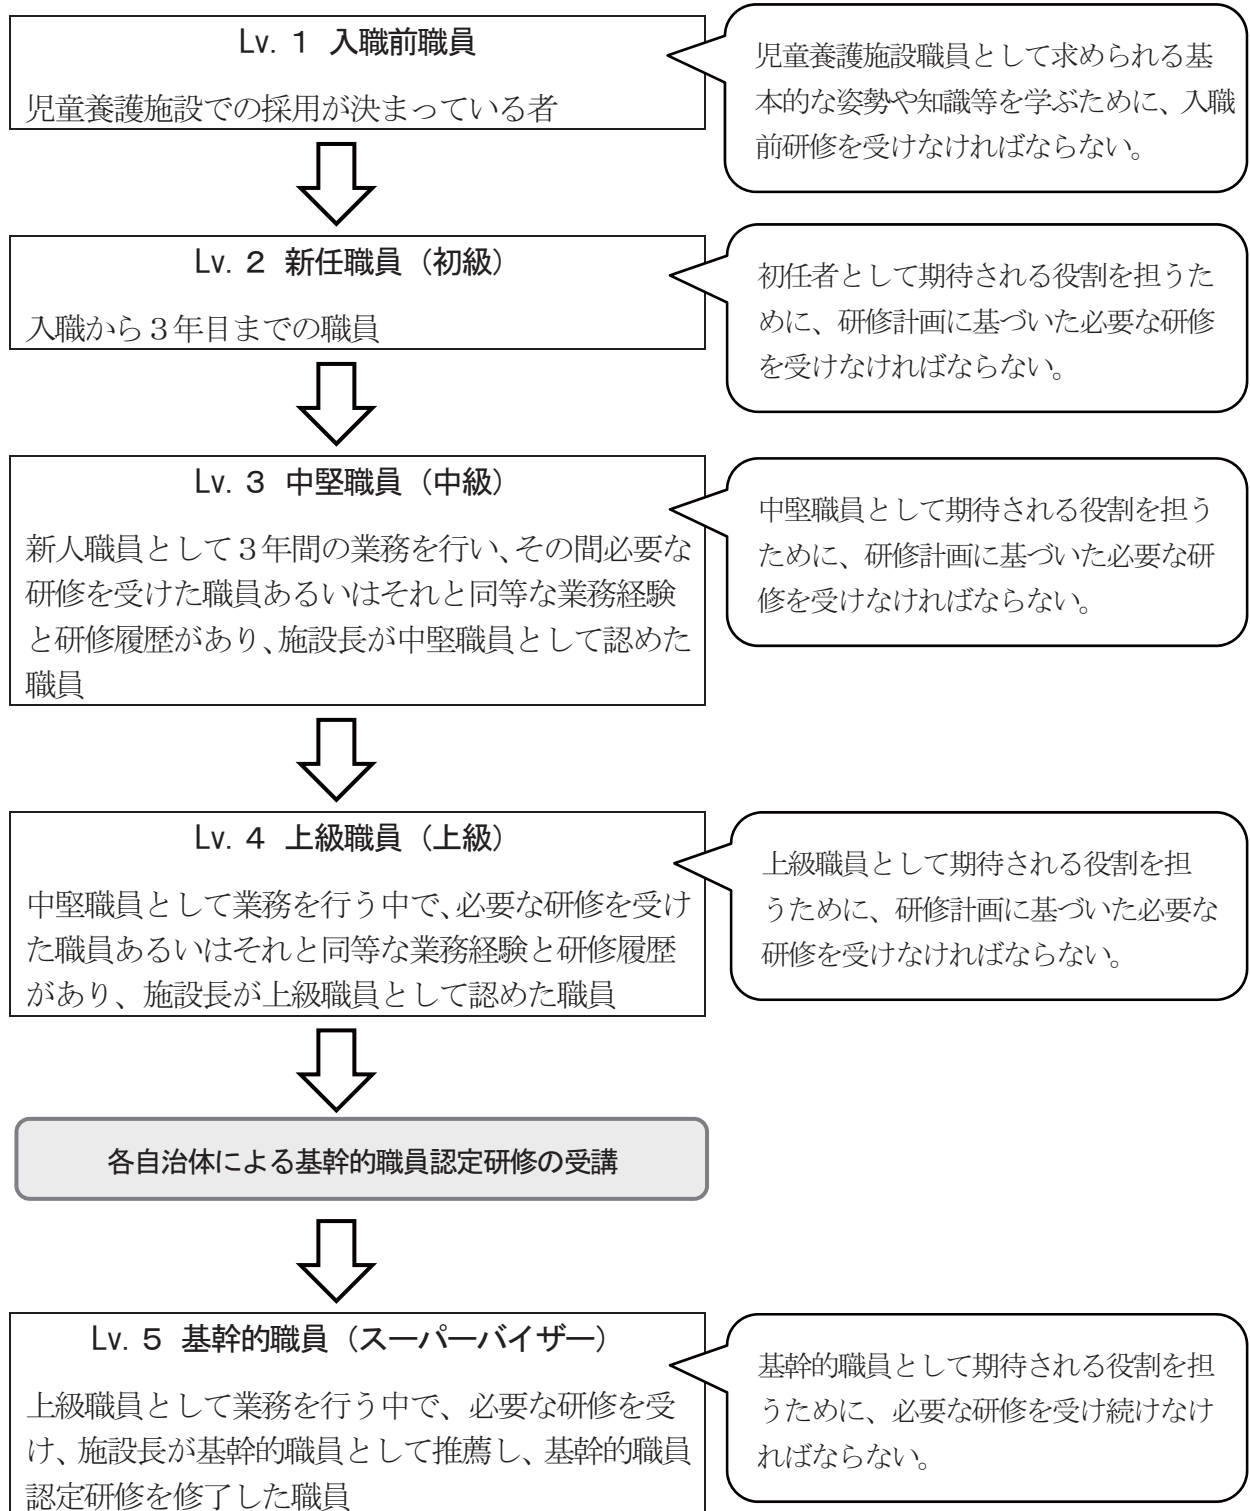 Lv. 1 入職前職員
児童養護施設での採用が決まっている者
児童養護施設職員として求められる基
本的な姿勢や知識等を学ぶために、入職
前研修を受けなければならない。
Lv. 2 新任職員（初級）
入職から３年目までの職員
初任者として期待される役割を担うた
めに、研修計画に基づいた必要な研修
を受けなければならない。
Lv. 3 中堅職員（中級）
新人職員として３年間の業務を行い、その間必要な
研修を受けた職員あるいはそれと同等な業務経験
と研修履歴があり、施設長が中堅職員として認めた
職員
中堅職員として期待される役割を担う
ために、研修計画に基づいた必要な研
修を受けなければならない。
Lv. 4 上級職員（上級）
中堅職員として業務を行う中で、必要な研修を受け
た職員あるいはそれと同等な業務経験と研修履歴
があり、施設長が上級職員として認めた職員
上級職員として期待される役割を担
うために、研修計画に基づいた必要な
研修を受けなければならない。
各自治体による基幹的職員認定研修の受講
Lv. 5 基幹的職員（スーパーバイザー）
上級職員として業務を行う中で、必要な研修を受
け、施設長が基幹的職員として推薦し、基幹的職員
認定研修を修了した職員
基幹的職員として期待される役割を担
うために、必要な研修を受け続けなけ
ればならない。